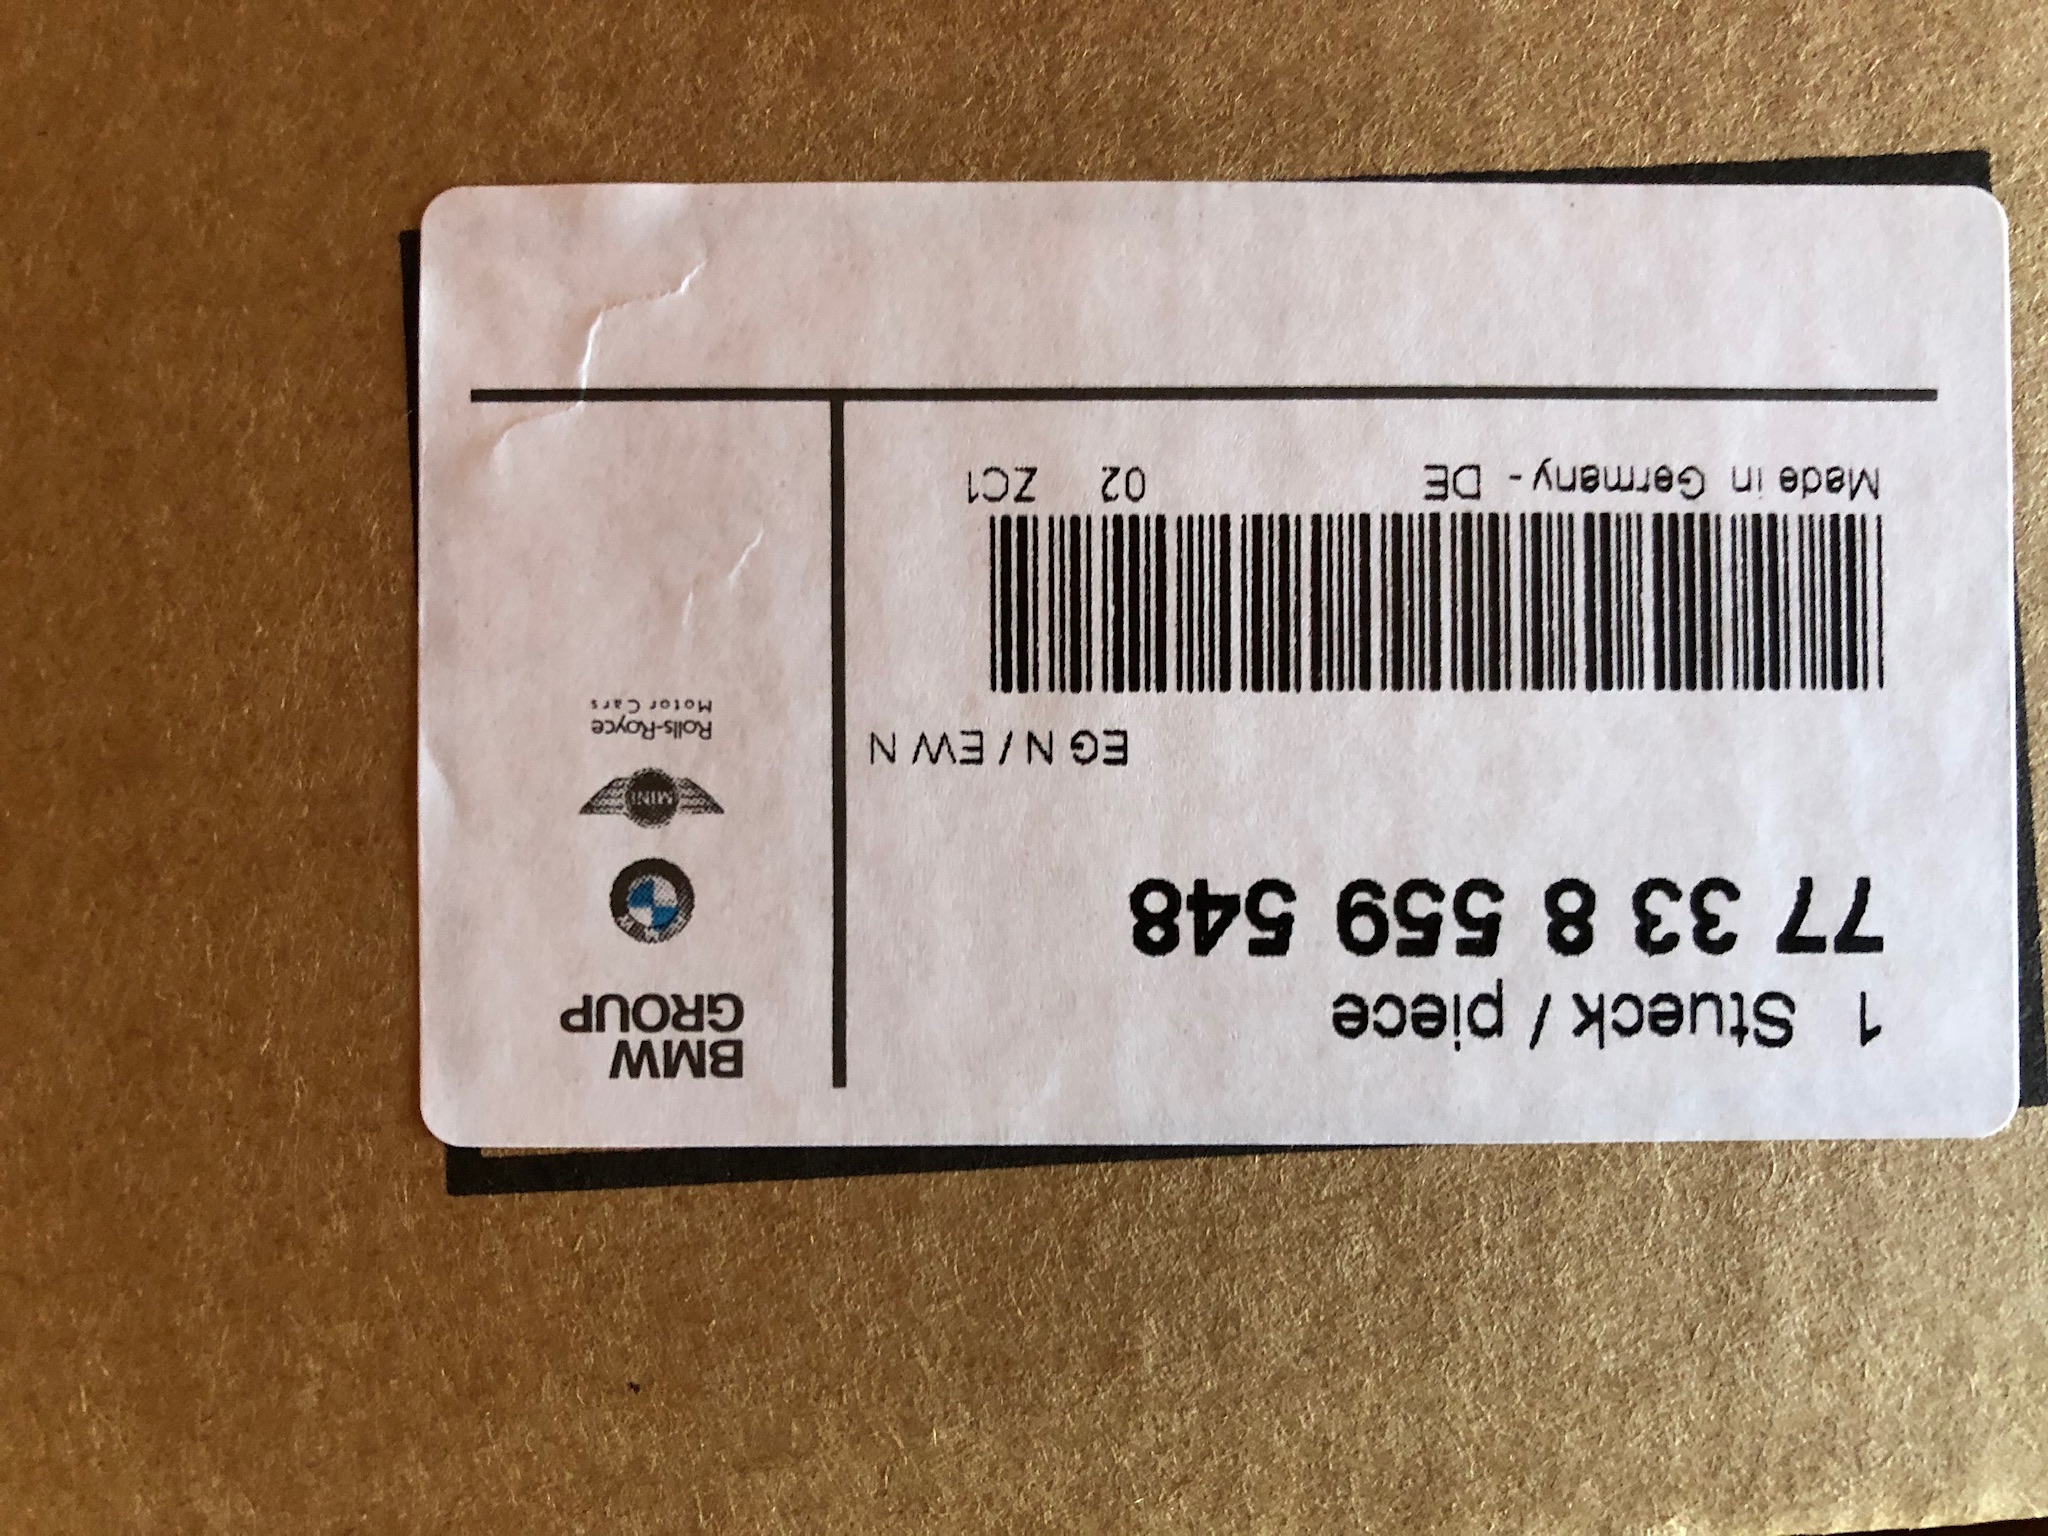 1 Stueck / piece
77 33 8 559 548
EG N / EW N
Made in Germany - DE 02 ZC1
BMW
GROUP
BMW
MINI
Rolls-Royce
Motor Cars